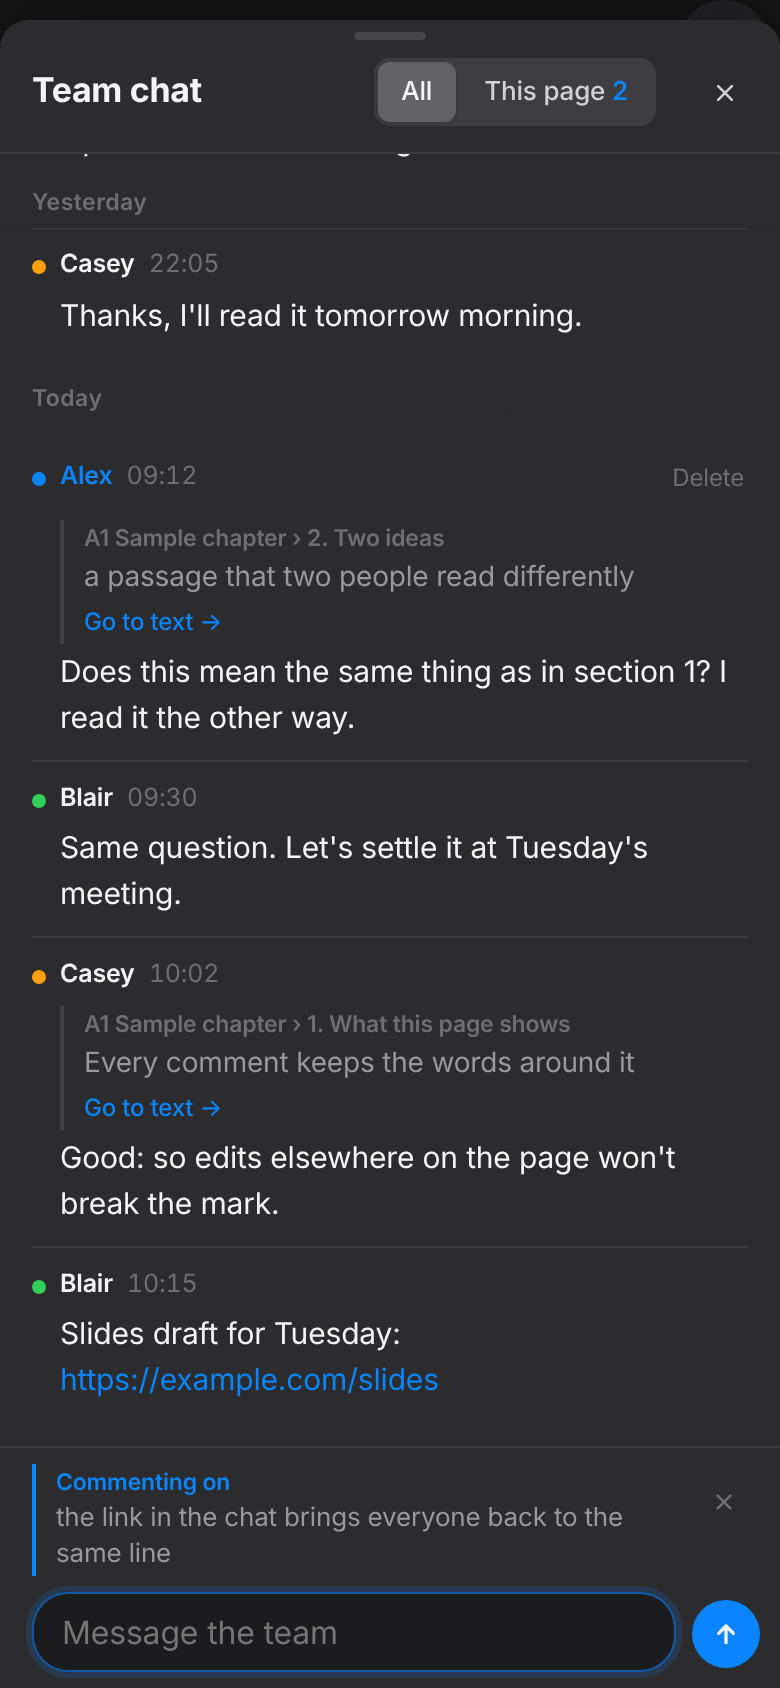 Team chat
All
This page 2
Yesterday
Casey 22:05
Thanks, I'll read it tomorrow morning.
Today
Alex 09:12
Delete
A1 Sample chapter › 2. Two ideas
a passage that two people read differently
Go to text →
Does this mean the same thing as in section 1? I
read it the other way.
Blair 09:30
Same question. Let's settle it at Tuesday's
meeting.
Casey 10:02
A1 Sample chapter › 1. What this page shows
Every comment keeps the words around it
Go to text →
Good: so edits elsewhere on the page won't
break the mark.
Blair 10:15
Slides draft for Tuesday:
https://example.com/slides
Commenting on
the link in the chat brings everyone back to the
same line
Message the team